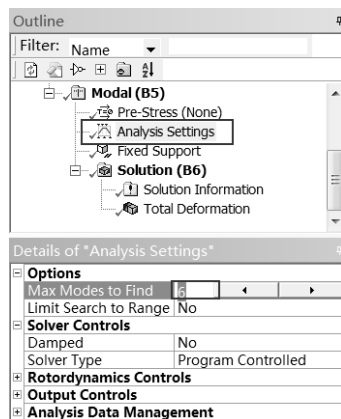 Outline
Filter: Name
Modal (B5)
Pre-Stress (None)
Analysis Settings
Fixed Support
Solution (B6)
Solution Information
Total Deformation
Details of "Analysis Settings"
Options
Max Modes to Find 6
Limit Search to Range No
Solver Controls
Damped No
Solver Type Program Controlled
Rotordynamics Controls
Output Controls
Analysis Data Management